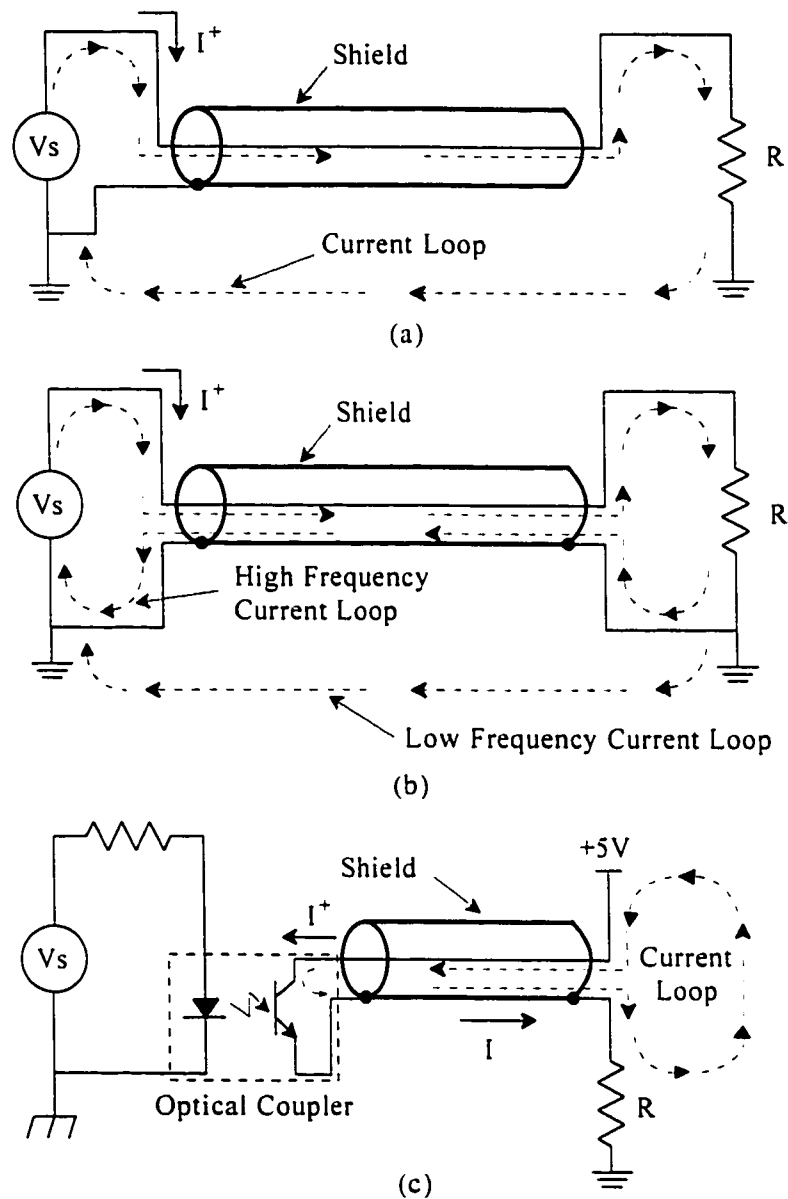 I+
Shield
Vs
R
Current Loop
(a)
I+
Shield
Vs
R
High Frequency
Current Loop
Low Frequency Current Loop
(b)
+5V
Shield
I+
Vs
Current
Loop
I
Optical Coupler
R
(c)